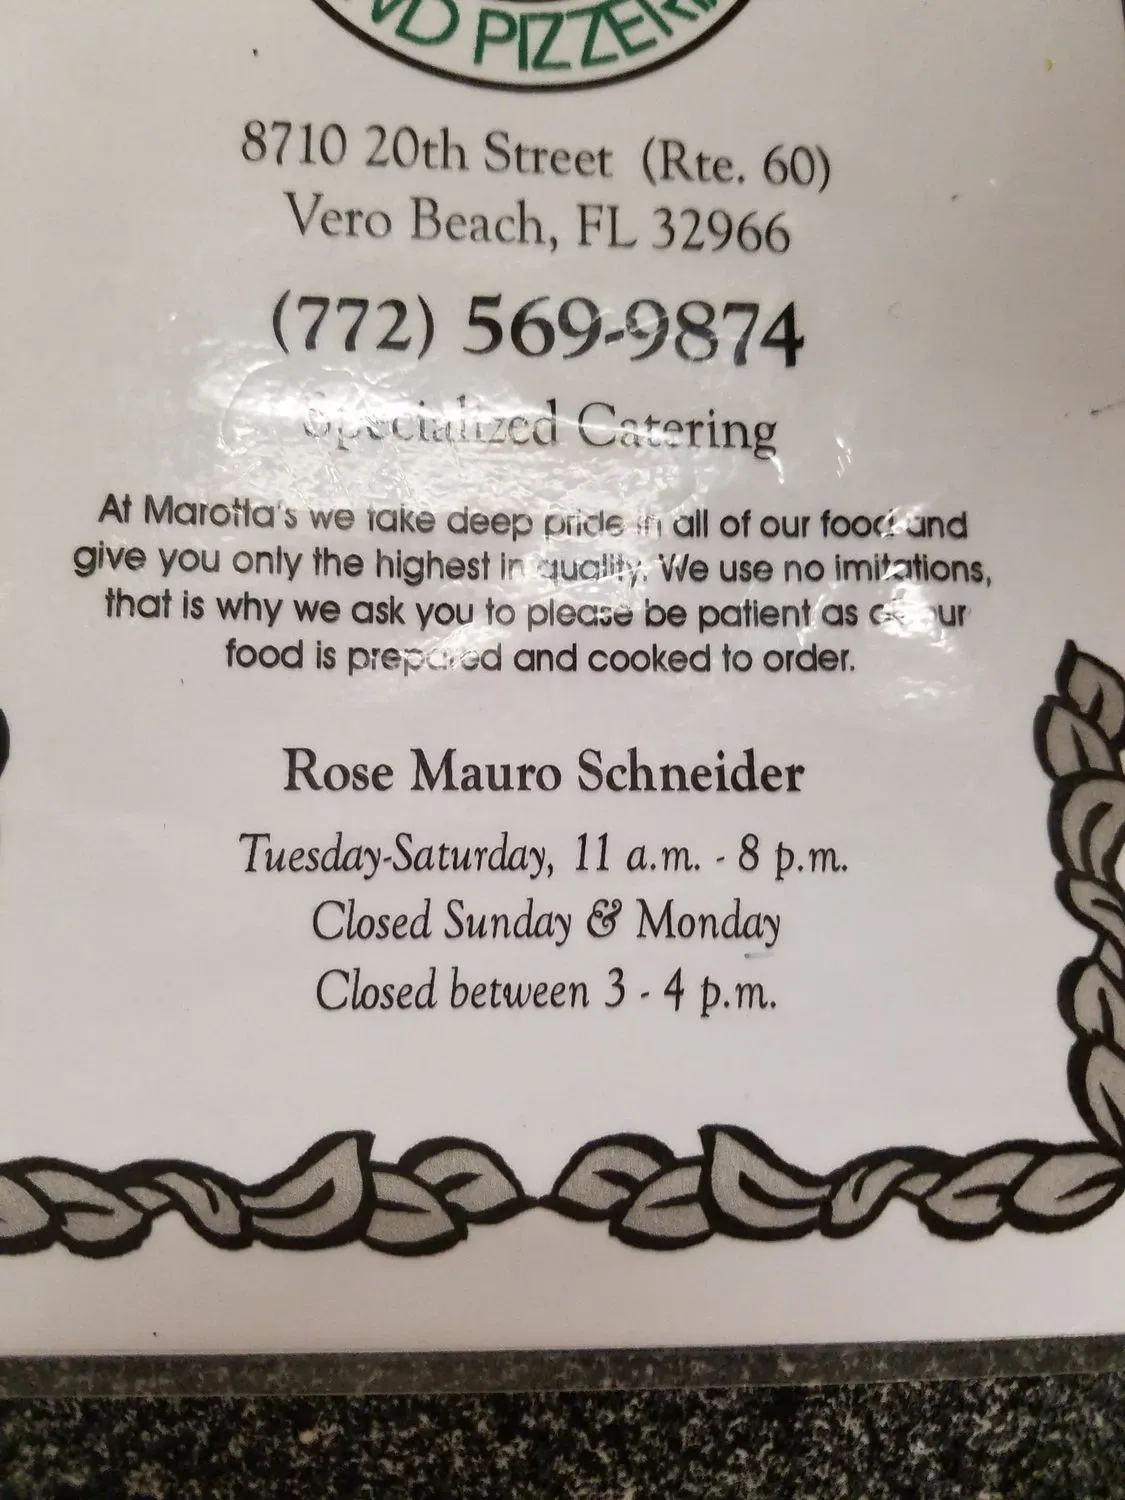 ND PIZZERI
8710 20th Street (Rte. 60)
Vero Beach, FL 32966
(772) 569-9874
Specialized Catering
At Marotta's we take deep pride in all of our food and
give you only the highest in quality. We use no imitations,
that is why we ask you to please be patient as our
food is prepared and cooked to order.
Rose Mauro Schneider
Tuesday-Saturday, 11 a.m. - 8 p.m.
Closed Sunday & Monday
Closed between 3 - 4 p.m.